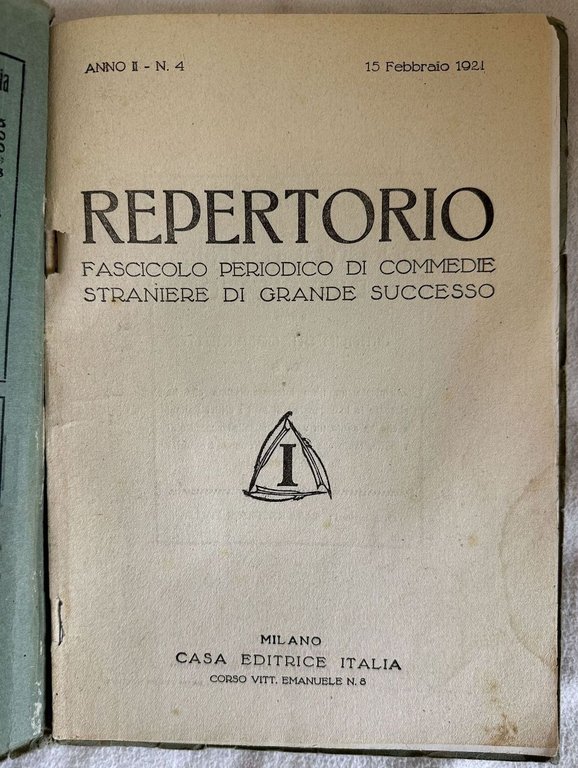 ANNO II - N. 4
15 Febbraio 1921
REPERTORIO
FASCICOLO PERIODICO DI COMMEDIE
STRANIERE DI GRANDE SUCCESSO
I
MILANO
CASA EDITRICE ITALIA
CORSO VITT. EMANUELE N. 8